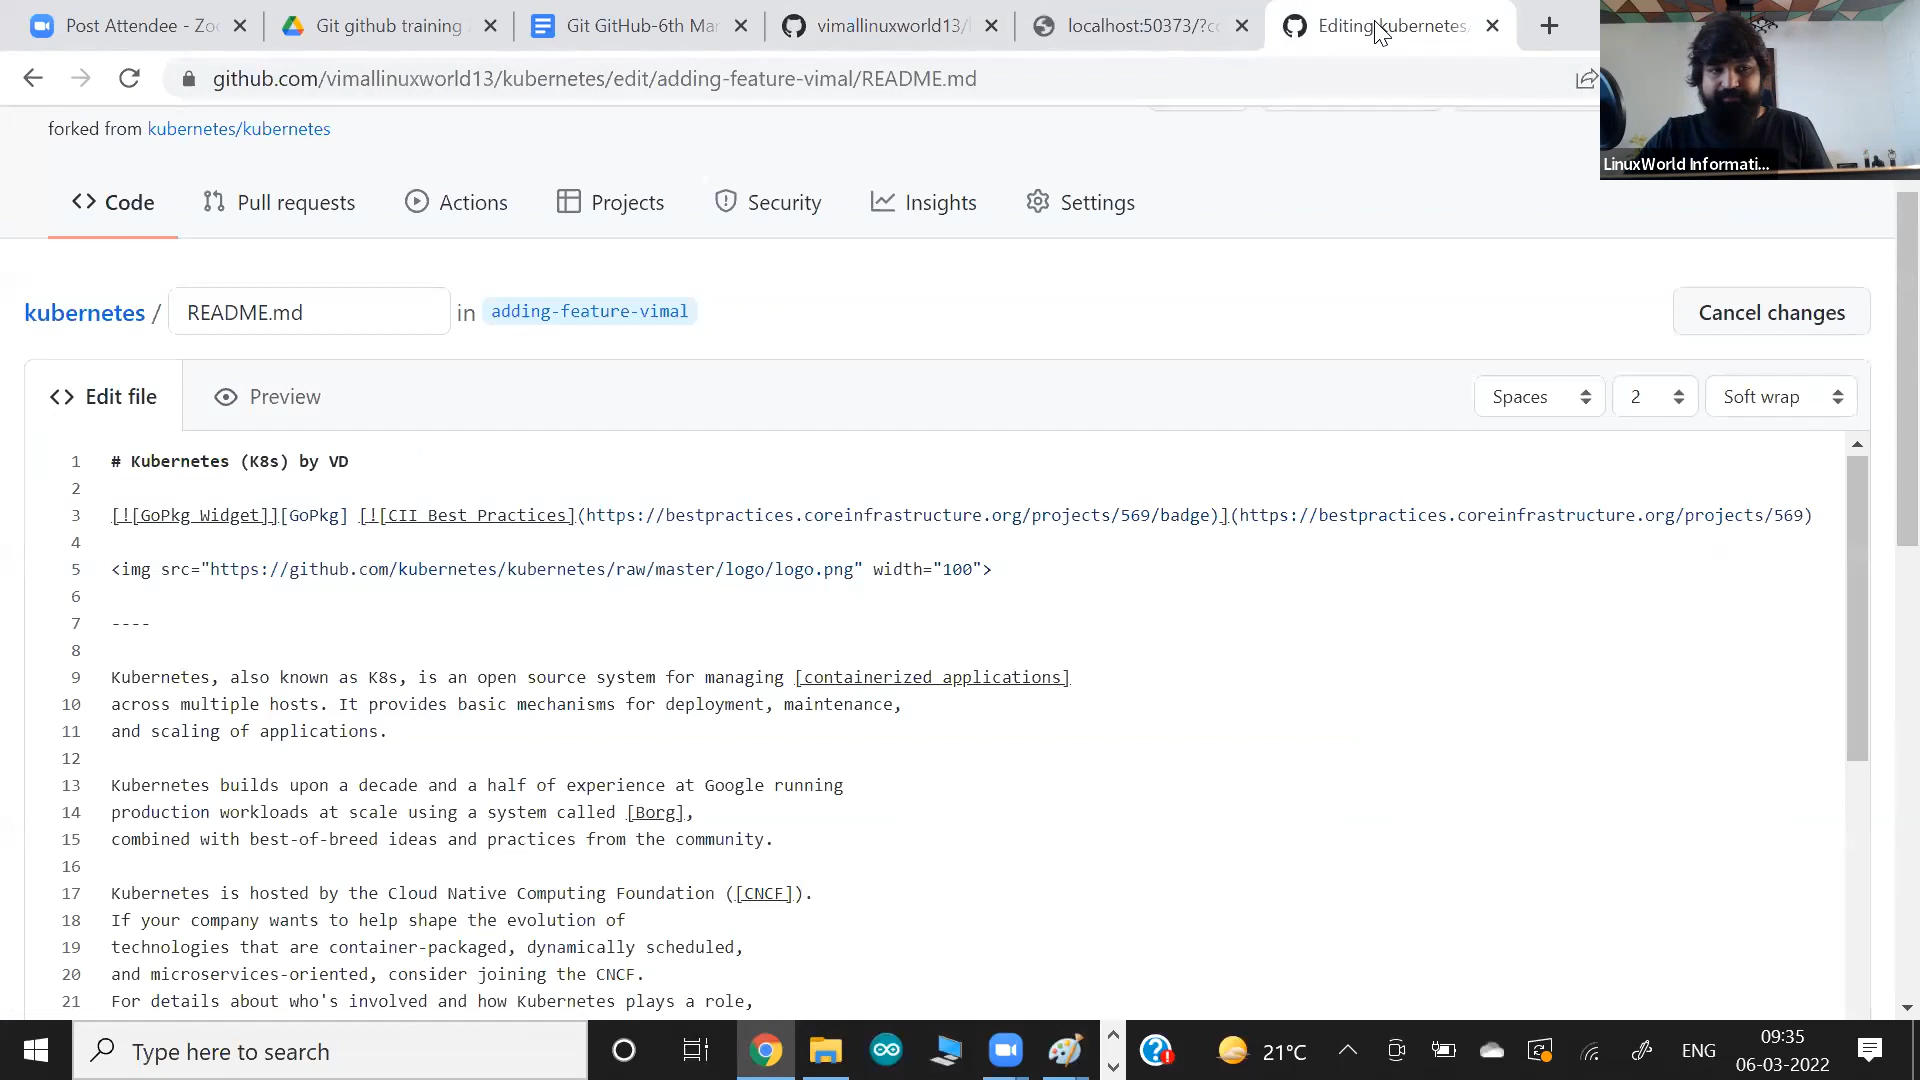 Post Attendee - Zoo
Git github training
Git GitHub-6th Mar
vimallinuxworld13/
localhost:50373/?co
Editing kubernetes/
github.com/vimallinuxworld13/kubernetes/edit/adding-feature-vimal/README.md
LinuxWorld Informati...
forked from kubernetes/kubernetes
Code
Pull requests
Actions
Projects
Security
Insights
Settings
kubernetes / README.md in adding-feature-vimal
Cancel changes
Edit file
Preview
Spaces
2
Soft wrap
1 # Kubernetes (K8s) by VD
2
3 [![GoPkg Widget]][GoPkg] [![CII Best Practices](https://bestpractices.coreinfrastructure.org/projects/569/badge)](https://bestpractices.coreinfrastructure.org/projects/569)
4
5 <img src="https://github.com/kubernetes/kubernetes/raw/master/logo/logo.png" width="100">
6
7 ----
8
9 Kubernetes, also known as K8s, is an open source system for managing [containerized applications]
10 across multiple hosts. It provides basic mechanisms for deployment, maintenance,
11 and scaling of applications.
12
13 Kubernetes builds upon a decade and a half of experience at Google running
14 production workloads at scale using a system called [Borg],
15 combined with best-of-breed ideas and practices from the community.
16
17 Kubernetes is hosted by the Cloud Native Computing Foundation ([CNCF]).
18 If your company wants to help shape the evolution of
19 technologies that are container-packaged, dynamically scheduled,
20 and microservices-oriented, consider joining the CNCF.
21 For details about who's involved and how Kubernetes plays a role,
Type here to search
21°C
ENG
09:35
06-03-2022